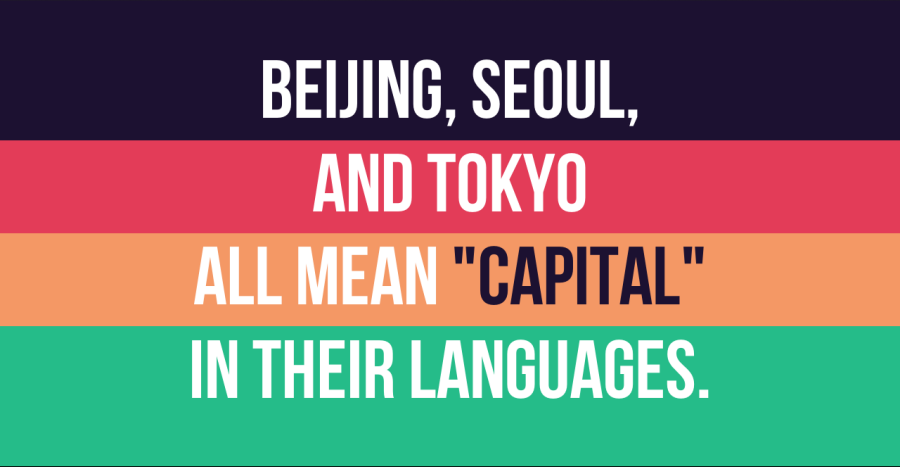 BEIJING, SEOUL,
AND TOKYO
ALL MEAN "CAPITAL"
IN THEIR LANGUAGES.